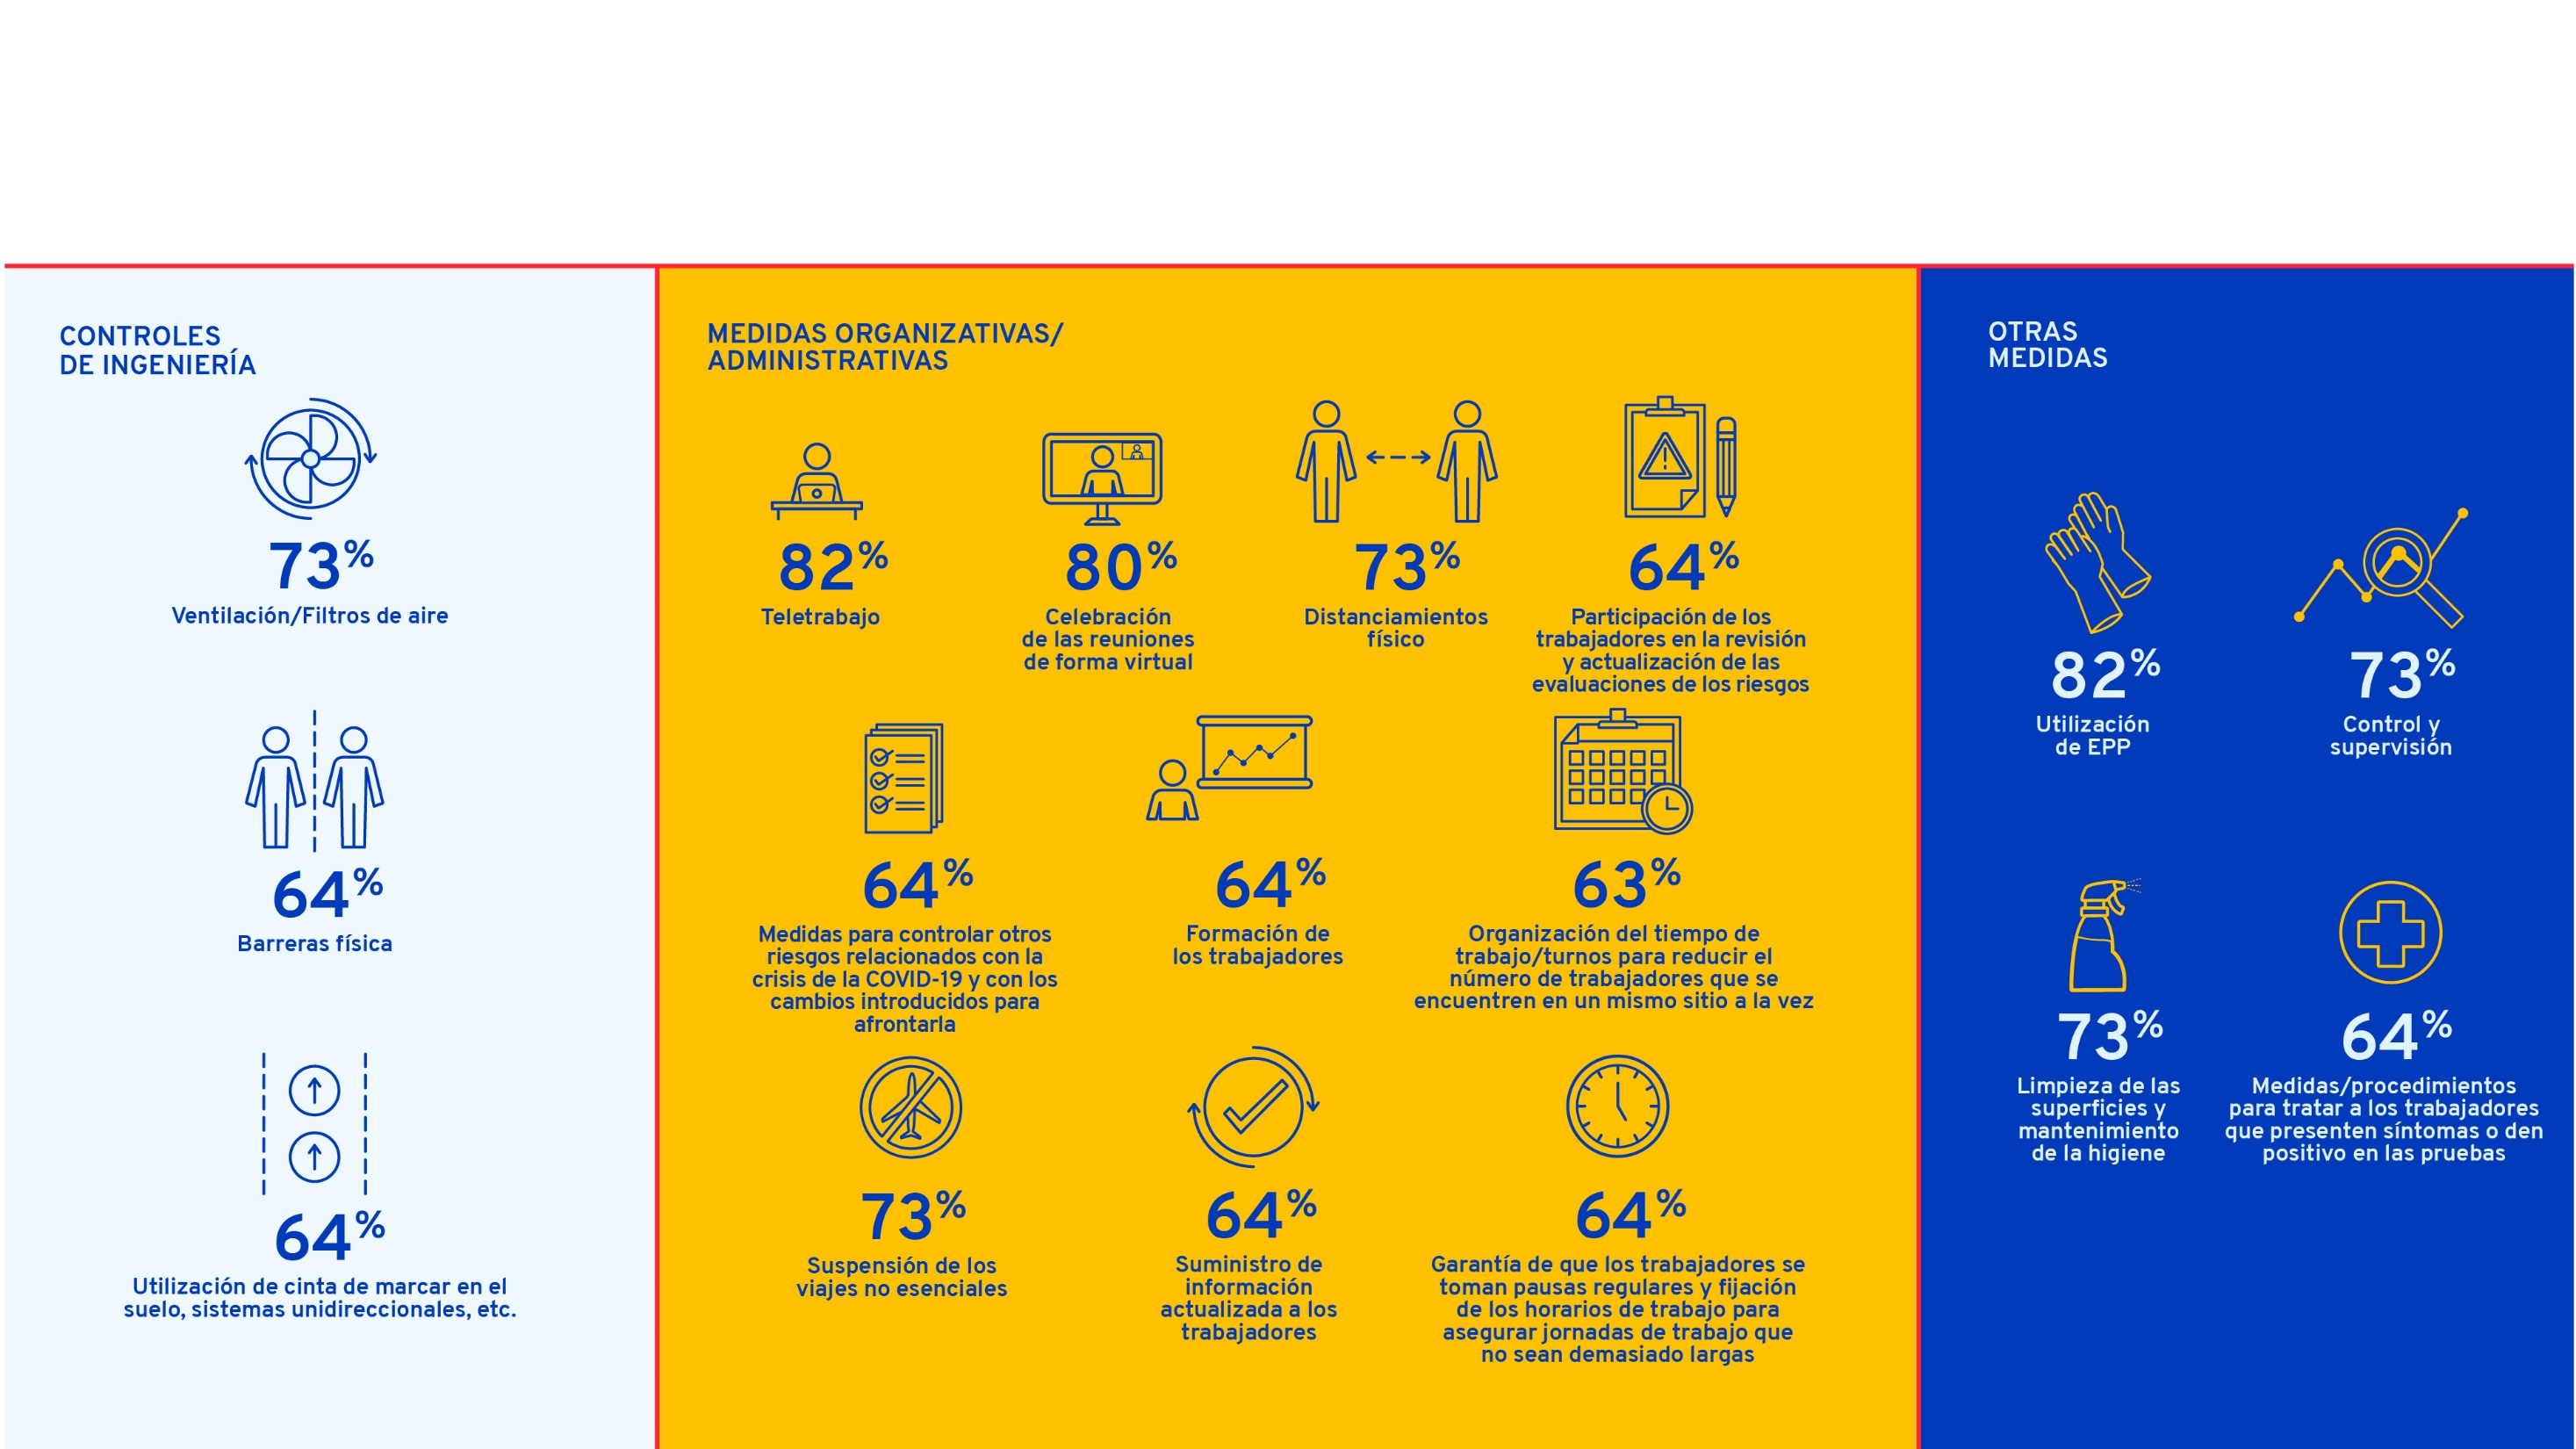 CONTROLES
DE INGENIERÍA
73%
Ventilación/Filtros de aire
64%
Barreras física
64%
Utilización de cinta de marcar en el
suelo, sistemas unidireccionales, etc.
MEDIDAS ORGANIZATIVAS/
ADMINISTRATIVAS
82%
Teletrabajo
80%
Celebración
de las reuniones
de forma virtual
73%
Distanciamientos
físico
64%
Participación de los
trabajadores en la revisión
y actualización de las
evaluaciones de los riesgos
64%
Medidas para controlar otros
riesgos relacionados con la
crisis de la COVID-19 y con los
cambios introducidos para
afrontarla
64%
Formación de
los trabajadores
63%
Organización del tiempo de
trabajo/turnos para reducir el
número de trabajadores que se
encuentren en un mismo sitio a la vez
73%
Suspensión de los
viajes no esenciales
64%
Suministro de
información
actualizada a los
trabajadores
64%
Garantía de que los trabajadores se
toman pausas regulares y fijación
de los horarios de trabajo para
asegurar jornadas de trabajo que
no sean demasiado largas
OTRAS
MEDIDAS
82%
Utilización
de EPP
73%
Control y
supervisión
73%
Limpieza de las
superficies y
mantenimiento
de la higiene
64%
Medidas/procedimientos
para tratar a los trabajadores
que presenten síntomas o den
positivo en las pruebas